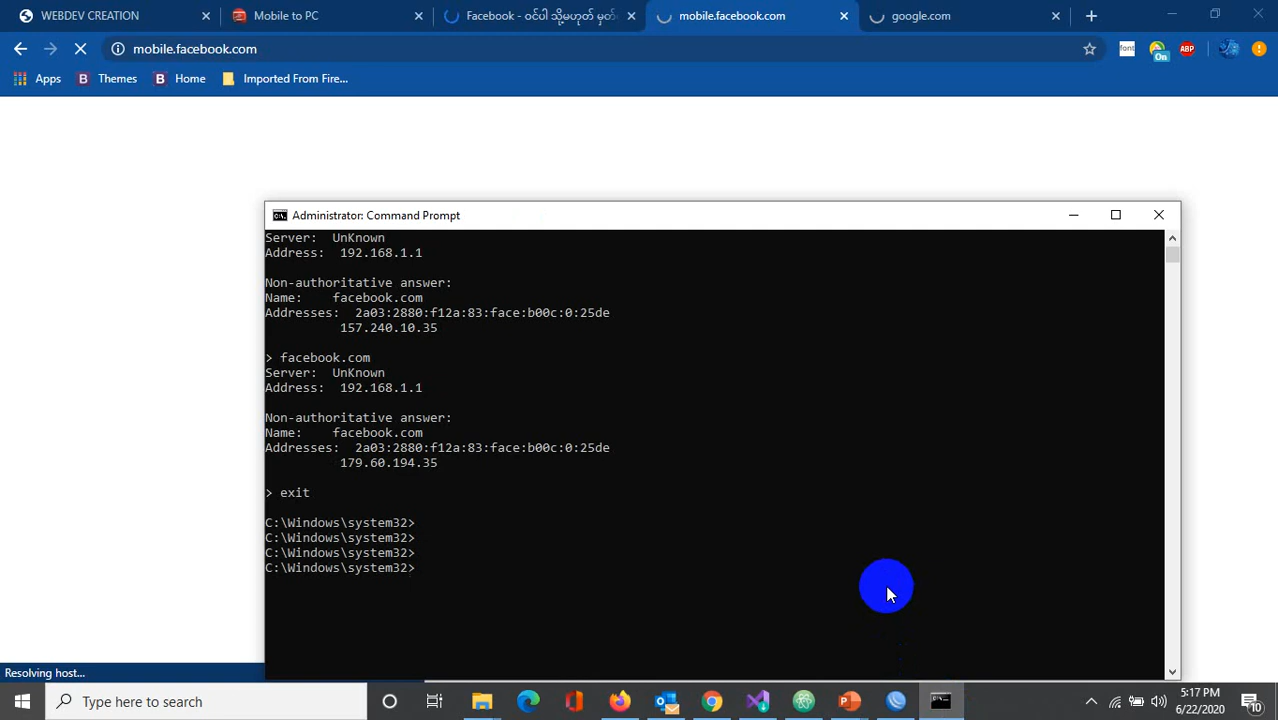 WEBDEV CREATION
Mobile to PC
Facebook - ဝင်ပါ သို့မဟုတ် မှတ်
mobile.facebook.com
google.com
mobile.facebook.com
font
On
ABP
Apps
B Themes
B Home
Imported From Fire...
Administrator: Command Prompt
Server:  UnKnown
Address:  192.168.1.1
Non-authoritative answer:
Name:    facebook.com
Addresses:  2a03:2880:f12a:83:face:b00c:0:25de
157.240.10.35
> facebook.com
Server:  UnKnown
Address:  192.168.1.1
Non-authoritative answer:
Name:    facebook.com
Addresses:  2a03:2880:f12a:83:face:b00c:0:25de
179.60.194.35
> exit
C:\Windows\system32>
C:\Windows\system32>
C:\Windows\system32>
C:\Windows\system32>
Resolving host...
Type here to search
5:17 PM
6/22/2020
10